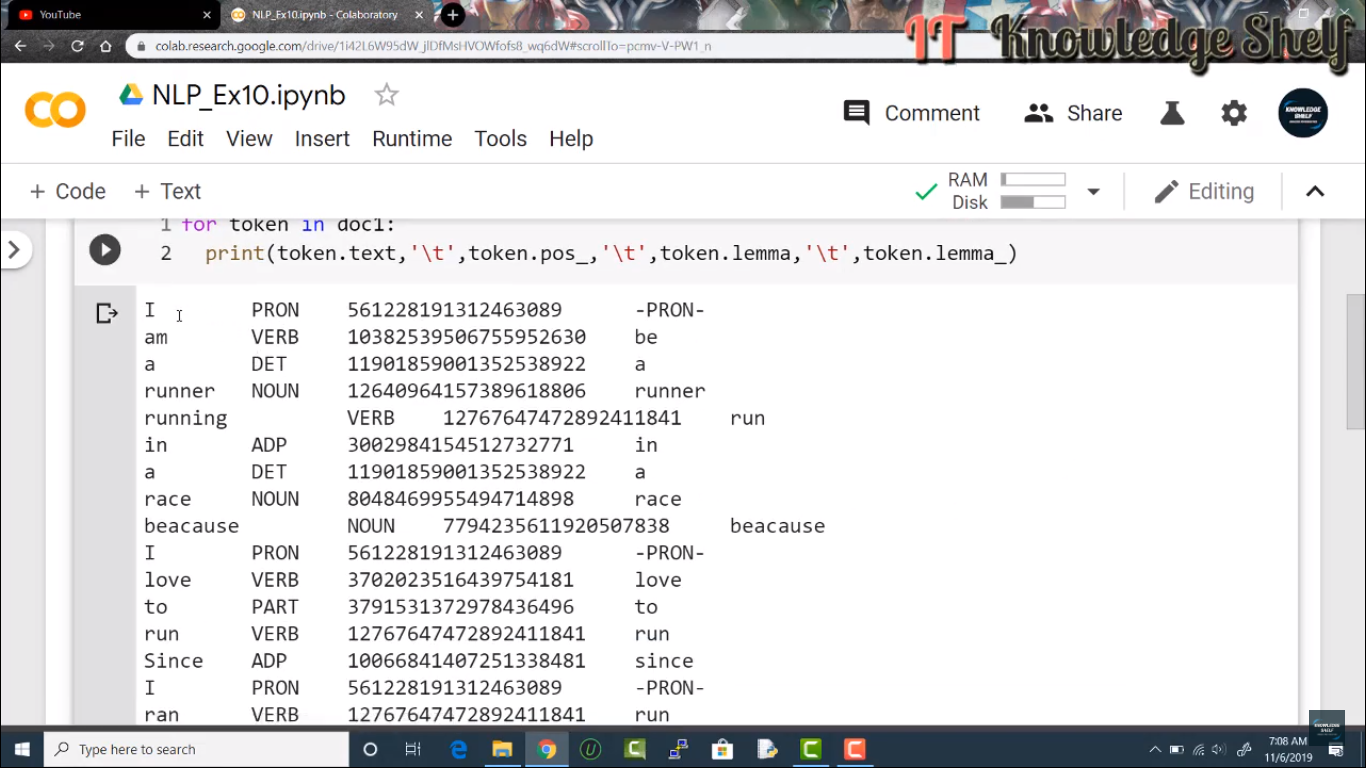 YouTube
NLP_Ex10.ipynb - Colaboratory
IT Knowledge Shelf
colab.research.google.com/drive/1i42L6W95dW_jlDfMsHVOWfofs8_wq6dW#scrollTo=pcmv-V-PW1_n
NLP_Ex10.ipynb
Comment
Share
KNOWLEDGE SHELF
File Edit View Insert Runtime Tools Help
+ Code + Text
RAM
Disk
Editing
1 for token in doc1:
2 print(token.text,'\t',token.pos_,'\t',token.lemma,'\t',token.lemma_)
I PRON 561228191312463089 -PRON-
am VERB 10382539506755952630 be
a DET 11901859001352538922 a
runner NOUN 12640964157389618806 runner
running VERB 12767647472892411841 run
in ADP 3002984154512732771 in
a DET 11901859001352538922 a
race NOUN 8048469955494714898 race
beacause NOUN 7794235611920507838 beacause
I PRON 561228191312463089 -PRON-
love VERB 3702023516439754181 love
to PART 3791531372978436496 to
run VERB 12767647472892411841 run
Since ADP 10066841407251338481 since
I PRON 561228191312463089 -PRON-
ran VERB 12767647472892411841 run
Type here to search
7:08 AM
11/6/2019